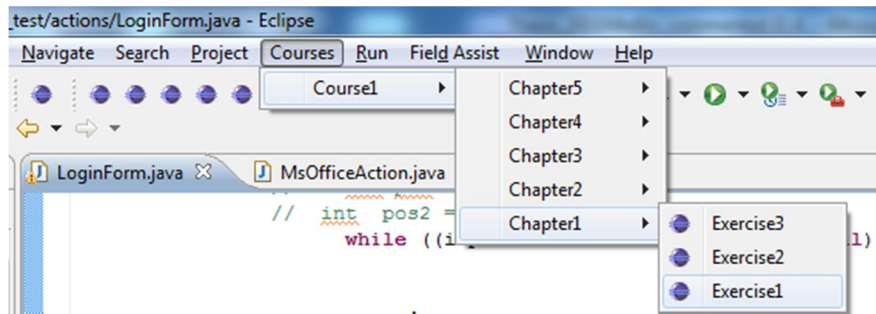 _test/actions/LoginForm.java - Eclipse
Navigate Search Project Courses Run Field Assist Window Help
Course1 Chapter5
Chapter4
Chapter3
LoginForm.java MsOfficeAction.java
Chapter2
// int pos2 =
Chapter1 Exercise3
while ((i
l)
Exercise2
Exercise1